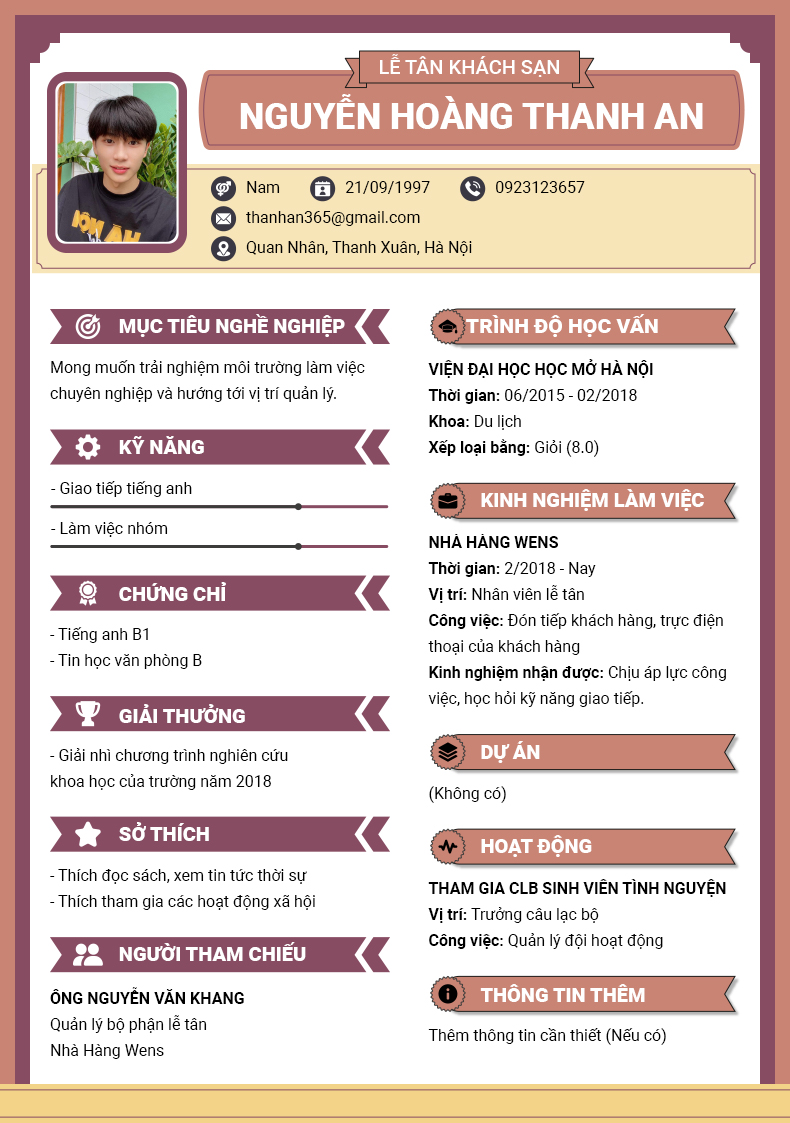 LỄ TÂN KHÁCH SẠN
NGUYỄN HOÀNG THANH AN
Nam 21/09/1997 0923123657
thanhan365@gmail.com
Quan Nhân, Thanh Xuân, Hà Nội
MỤC TIÊU NGHỀ NGHIỆP
Mong muốn trải nghiệm môi trường làm việc
chuyên nghiệp và hướng tới vị trí quản lý.
KỸ NĂNG
- Giao tiếp tiếng anh
- Làm việc nhóm
CHỨNG CHỈ
- Tiếng anh B1
- Tin học văn phòng B
GIẢI THƯỞNG
- Giải nhì chương trình nghiên cứu
khoa học của trường năm 2018
SỞ THÍCH
- Thích đọc sách, xem tin tức thời sự
- Thích tham gia các hoạt động xã hội
NGƯỜI THAM CHIẾU
ÔNG NGUYỄN VĂN KHANG
Quản lý bộ phận lễ tân
Nhà Hàng Wens
TRÌNH ĐỘ HỌC VẤN
VIỆN ĐẠI HỌC HỌC MỞ HÀ NỘI
Thời gian: 06/2015 - 02/2018
Khoa: Du lịch
Xếp loại bằng: Giỏi (8.0)
KINH NGHIỆM LÀM VIỆC
NHÀ HÀNG WENS
Thời gian: 2/2018 - Nay
Vị trí: Nhân viên lễ tân
Công việc: Đón tiếp khách hàng, trực điện
thoại của khách hàng
Kinh nghiệm nhận được: Chịu áp lực công
việc, học hỏi kỹ năng giao tiếp.
DỰ ÁN
(Không có)
HOẠT ĐỘNG
THAM GIA CLB SINH VIÊN TÌNH NGUYỆN
Vị trí: Trưởng câu lạc bộ
Công việc: Quản lý đội hoạt động
THÔNG TIN THÊM
Thêm thông tin cần thiết (Nếu có)